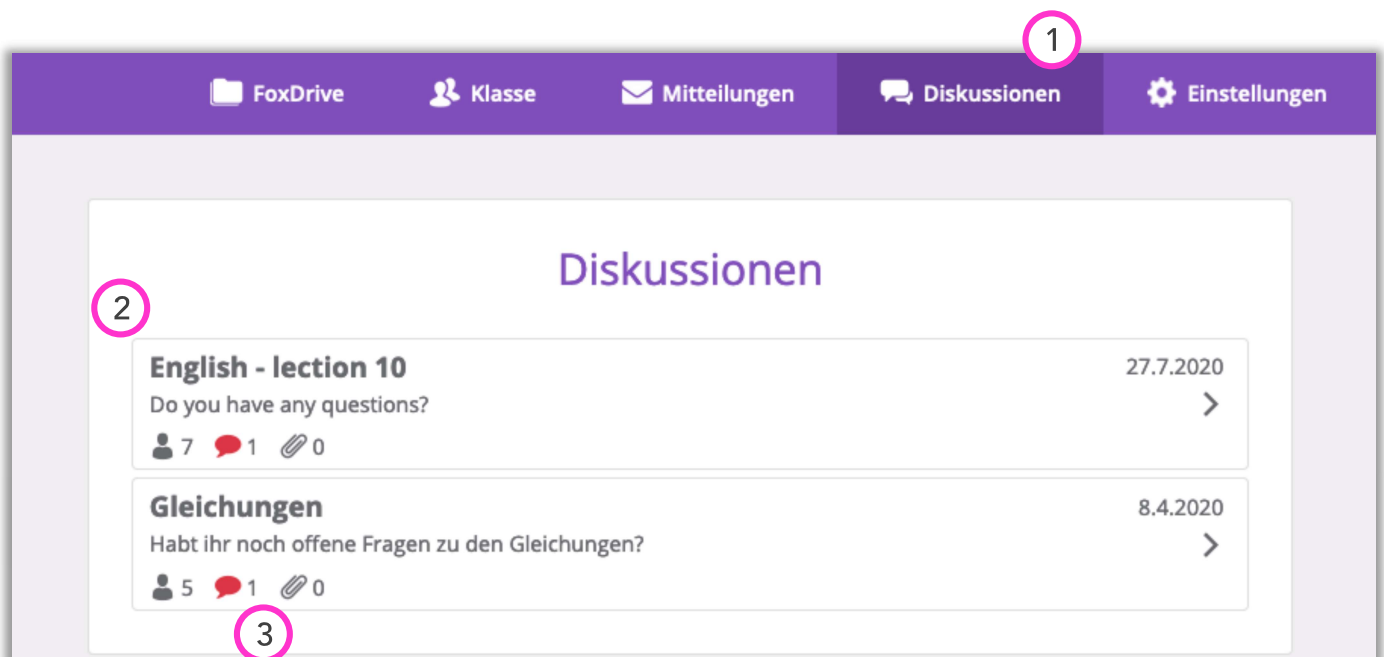 1
FoxDrive Klasse Mitteilungen Diskussionen Einstellungen
Diskussionen
2
English - lection 10 27.7.2020
Do you have any questions?
7 1 0
Gleichungen 8.4.2020
Habt ihr noch offene Fragen zu den Gleichungen?
5 1 0
3